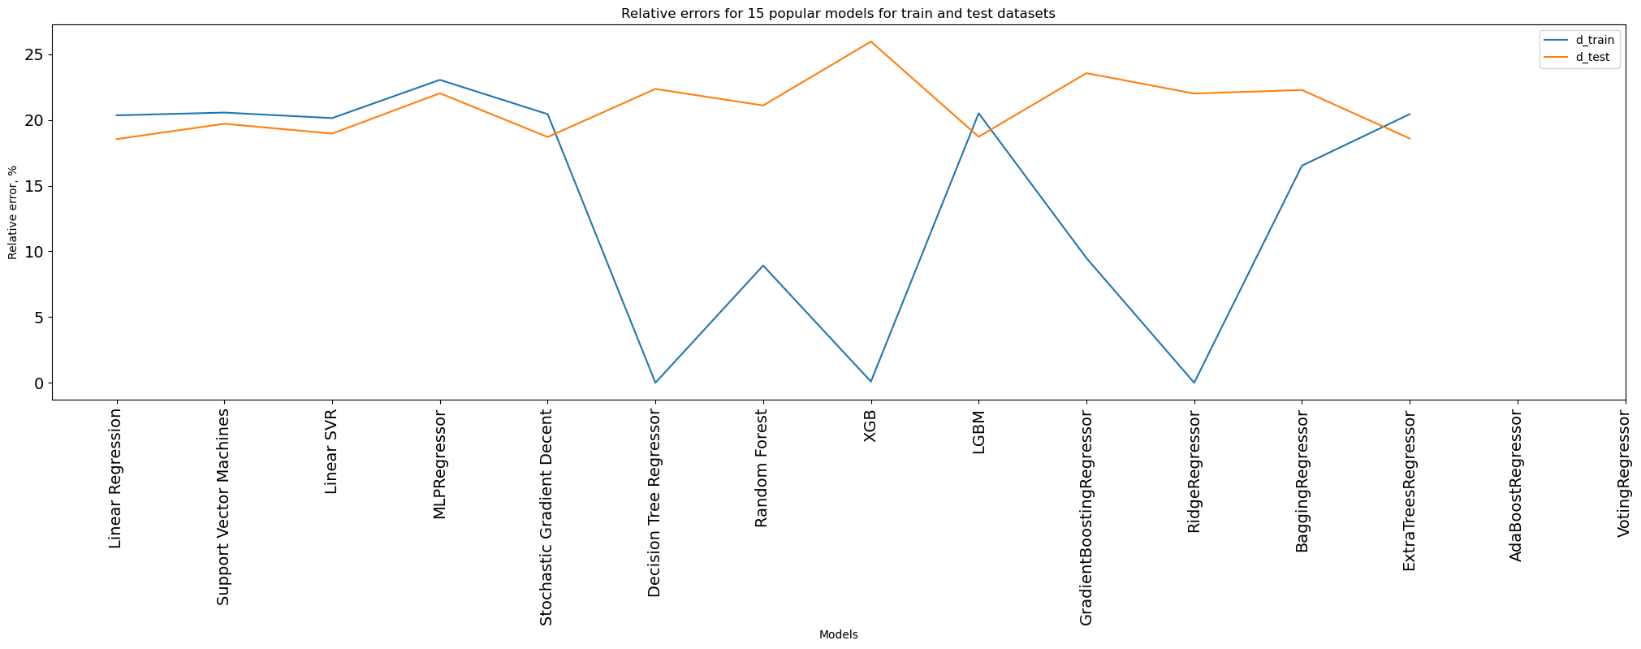 Relative errors for 15 popular models for train and test datasets
d_train
d_test
Relative error, %
25
20
15
10
5
0
Linear Regression
Support Vector Machines
Linear SVR
MLPRegressor
Stochastic Gradient Decent
Decision Tree Regressor
Random Forest
XGB
LGBM
GradientBoostingRegressor
RidgeRegressor
BaggingRegressor
ExtraTreesRegressor
AdaBoostRegressor
VotingRegressor
Models